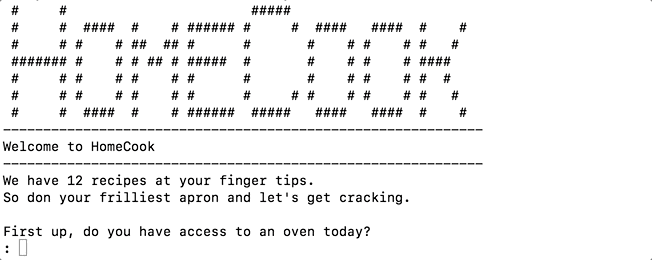 HomeCook
------------------------------------------------------------
Welcome to HomeCook
------------------------------------------------------------
We have 12 recipes at your finger tips.
So don your frilliest apron and let's get cracking.
First up, do you have access to an oven today?
: